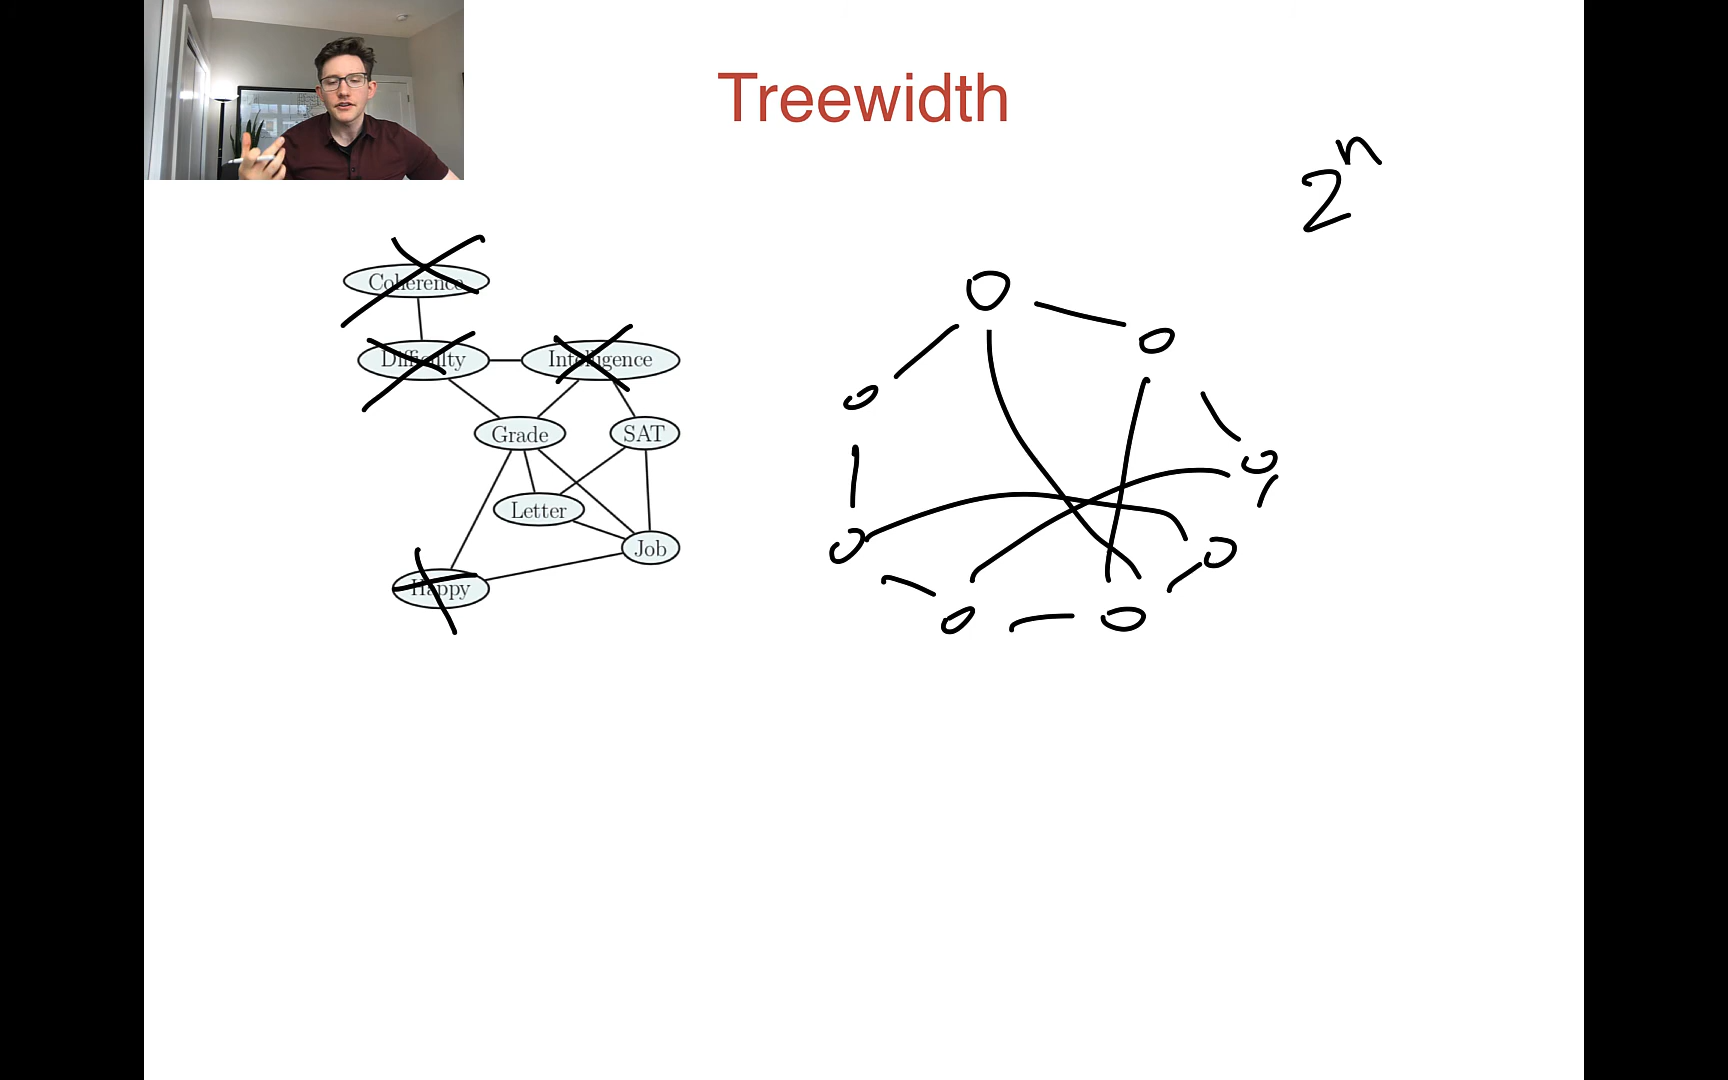 Treewidth
2^n
Coherence
Difficulty
Intelligence
Grade
SAT
Letter
Job
Happy